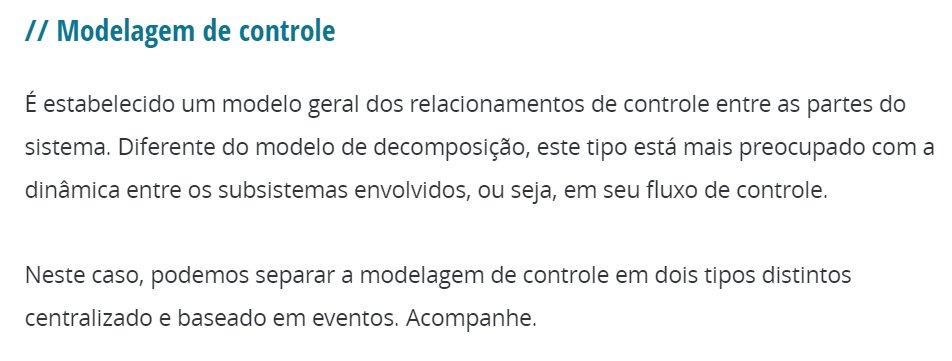 // Modelagem de controle
É estabelecido um modelo geral dos relacionamentos de controle entre as partes do
sistema. Diferente do modelo de decomposição, este tipo está mais preocupado com a
dinâmica entre os subsistemas envolvidos, ou seja, em seu fluxo de controle.
Neste caso, podemos separar a modelagem de controle em dois tipos distintos
centralizado e baseado em eventos. Acompanhe.